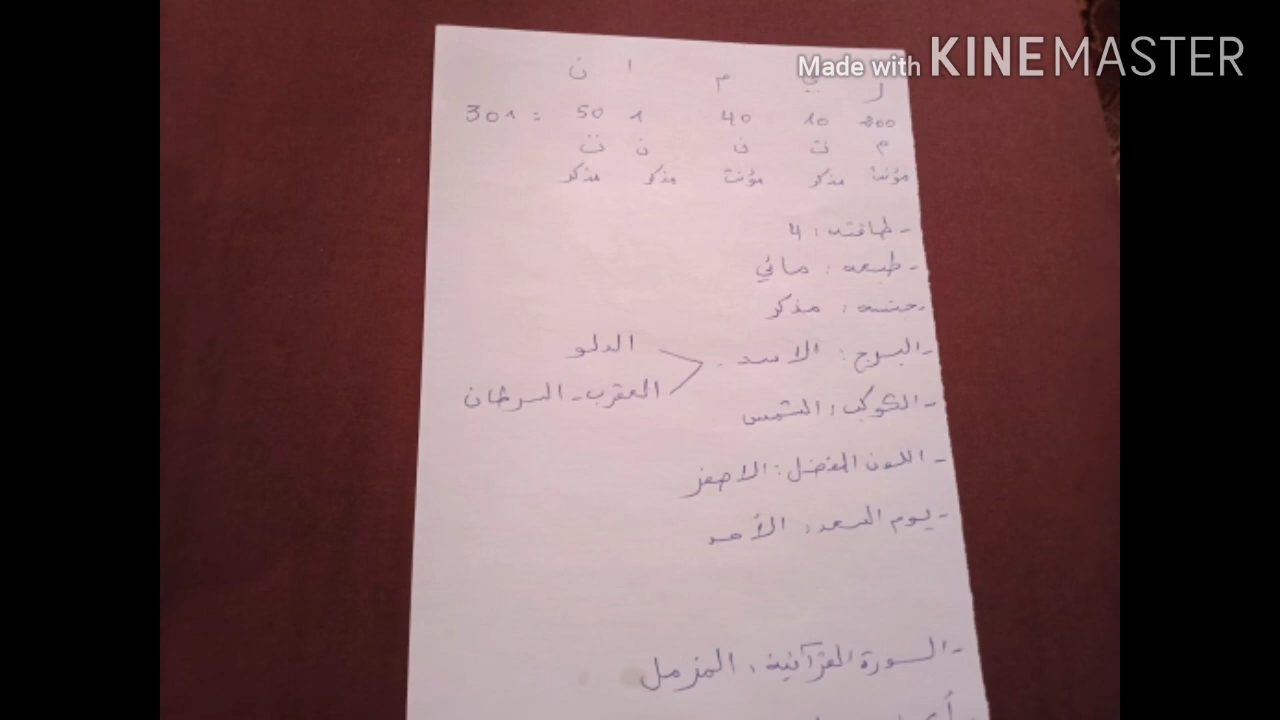 Made with KINEMASTER
ر ي م ا ن
200 10 40 1 50 = 301
م ت ن ن ت
مؤنث مذكر مؤنث مذكر مذكر
- طاقته : 4
- طبعه : مائي
- جنسه : مذكر
- البرج : الاسد - الدلو
العقرب - السرطان
- الكوكب : الشمس
- اللون المفضل : الاصفر
- يوم السعد : الأحد
- السورة القرآنية : المزمل